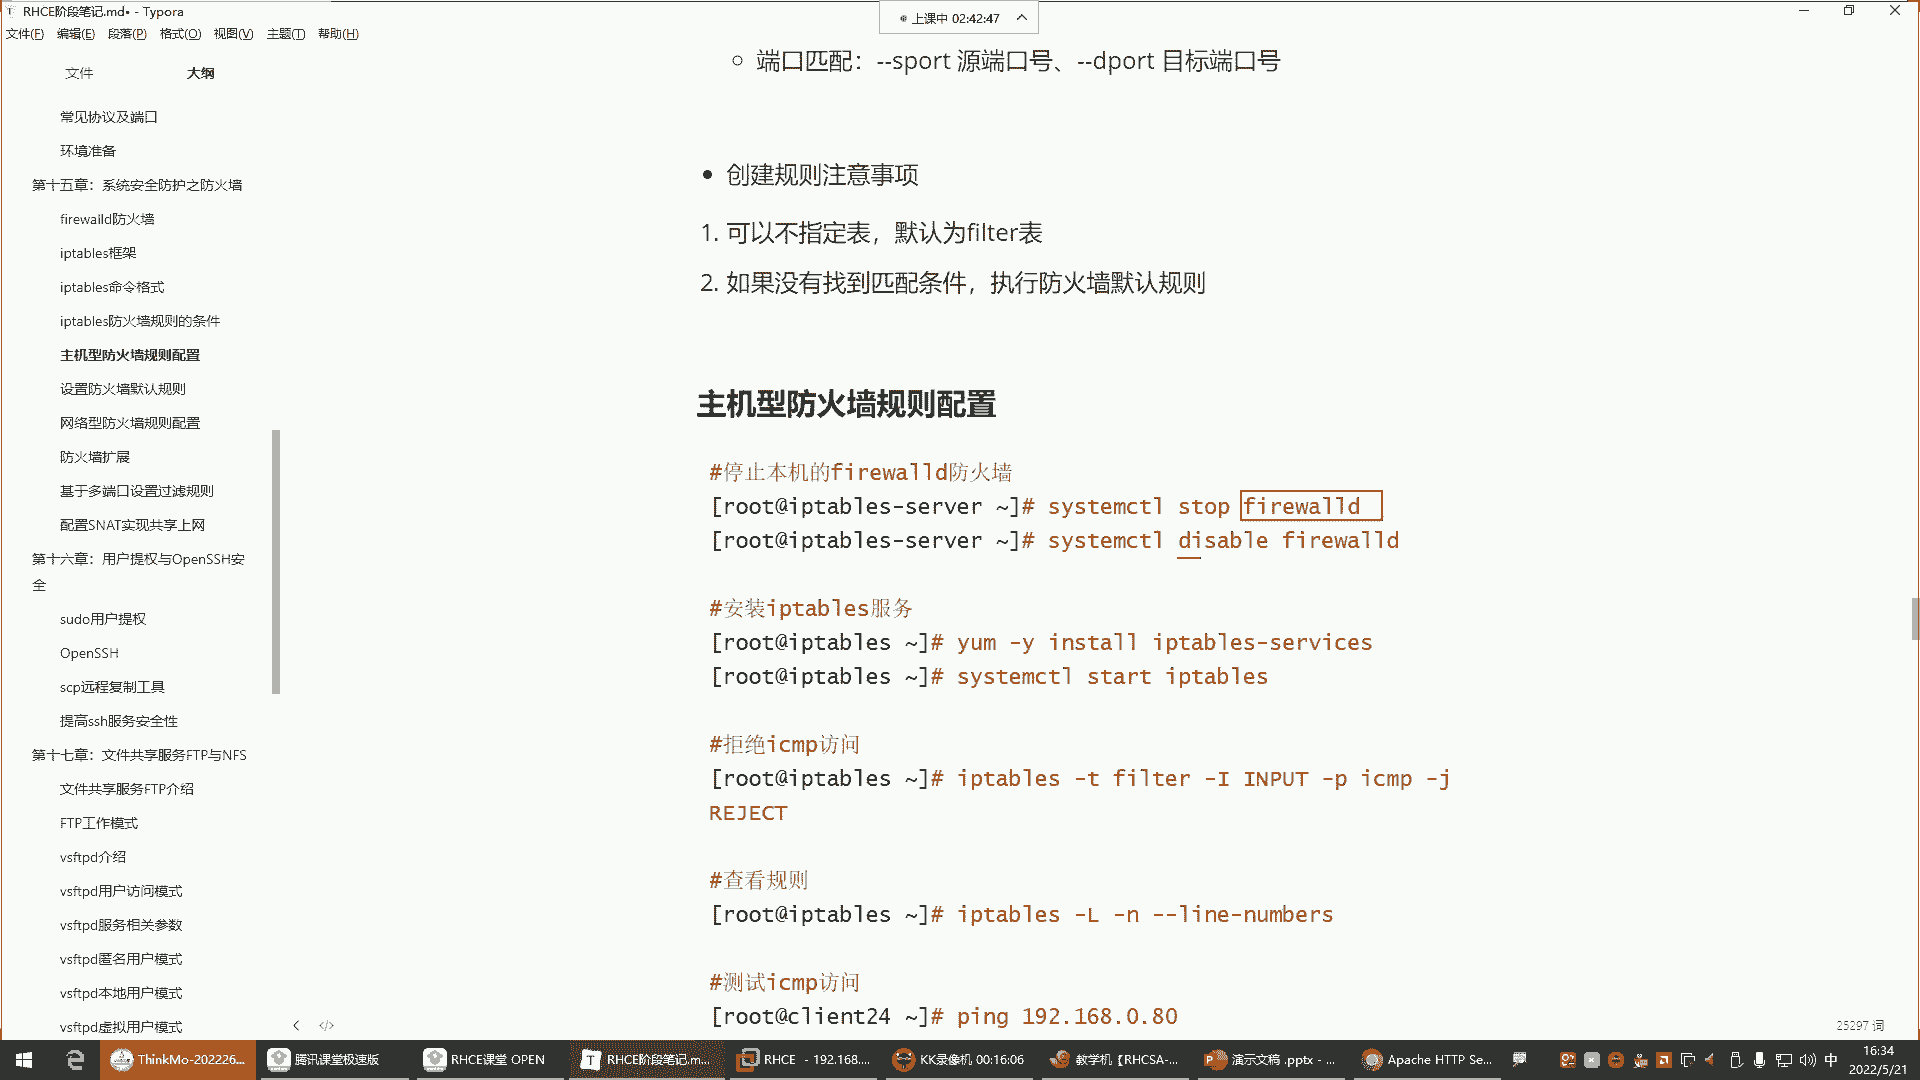 RHCE阶段笔记.md• - Typora
上课中 02:42:47
文件(F) 编辑(E) 段落(P) 格式(O) 视图(V) 主题(T) 帮助(H)
文件 大纲
常见协议及端口
环境准备
第十五章：系统安全防护之防火墙
firewalld防火墙
iptables框架
iptables命令格式
iptables防火墙规则的条件
主机型防火墙规则配置
设置防火墙默认规则
网络型防火墙规则配置
防火墙扩展
基于多端口设置过滤规则
配置SNAT实现共享上网
第十六章：用户提权与OpenSSH安
全
sudo用户提权
OpenSSH
scp远程复制工具
提高ssh服务安全性
第十七章：文件共享服务FTP与NFS
文件共享服务FTP介绍
FTP工作模式
vsftpd介绍
vsftpd用户访问模式
vsftpd服务相关参数
vsftpd匿名用户模式
vsftpd本地用户模式
vsftpd虚拟用户模式
端口匹配：--sport 源端口号、--dport 目标端口号
创建规则注意事项
1. 可以不指定表，默认为filter表
2. 如果没有找到匹配条件，执行防火墙默认规则
主机型防火墙规则配置
#停止本机的firewalld防火墙
[root@iptables-server ~]# systemctl stop firewalld
[root@iptables-server ~]# systemctl disable firewalld
#安装iptables服务
[root@iptables ~]# yum -y install iptables-services
[root@iptables ~]# systemctl start iptables
#拒绝icmp访问
[root@iptables ~]# iptables -t filter -I INPUT -p icmp -j
REJECT
#查看规则
[root@iptables ~]# iptables -L -n --line-numbers
#测试icmp访问
[root@client24 ~]# ping 192.168.0.80
25297 词
ThinkMo-202226... 腾讯课堂极速版 RHCE课堂 OPEN RHCE阶段笔记.m... RHCE - 192.168.... KK录像机 00:16:06 教学机【RHCSA-... 演示文稿 .pptx - ... Apache HTTP Se... 中 16:34
2022/5/21